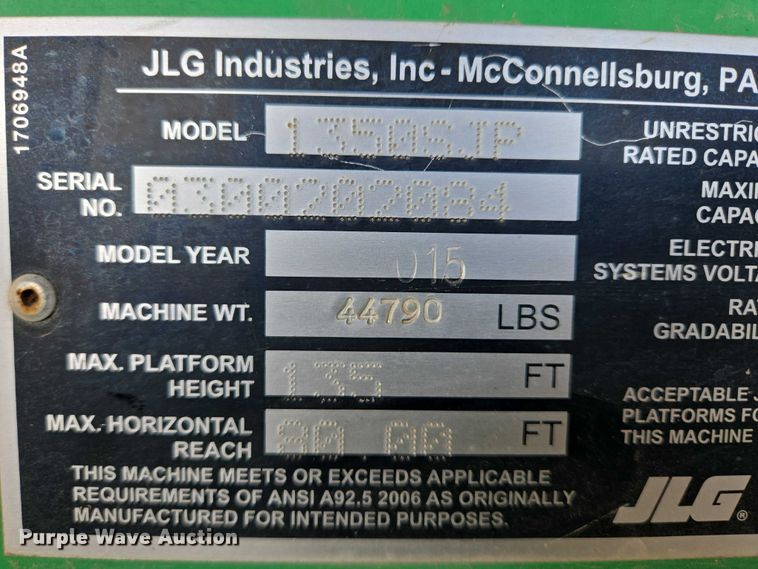 1706948A
JLG Industries, Inc - McConnellsburg, PA
MODEL 1350SJP
UNRESTRIC
RATED CAPA
SERIAL NO. 0300202084
MAXIM
CAPAC
MODEL YEAR 015
ELECTRI
SYSTEMS VOLTA
MACHINE WT. 44790 LBS
RAT
GRADABIL
MAX. PLATFORM HEIGHT 135 FT
MAX. HORIZONTAL REACH 80.00 FT
ACCEPTABLE J
PLATFORMS FO
THIS MACHINE
THIS MACHINE MEETS OR EXCEEDS APPLICABLE
REQUIREMENTS OF ANSI A92.5 2006 AS ORIGINALLY
MANUFACTURED FOR INTENDED PURPOSES.
JLG®
Purple Wave Auction